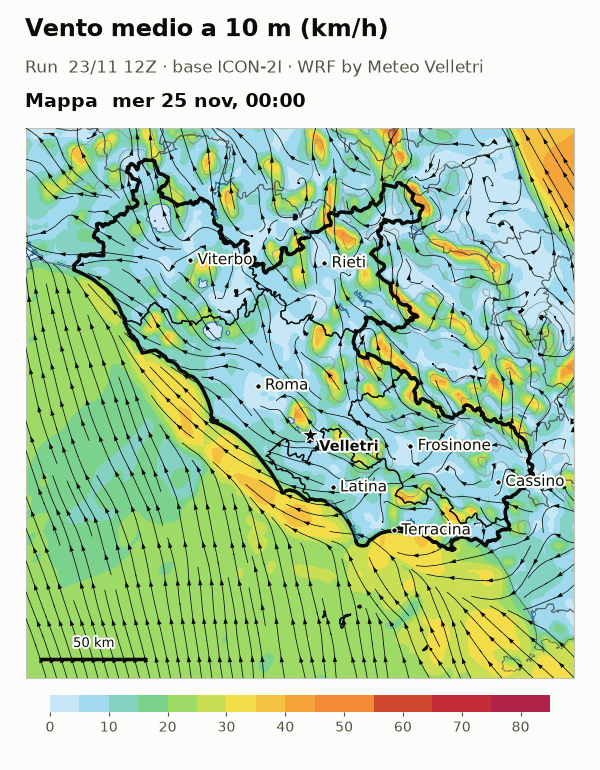 Vento medio a 10 m (km/h)
Run  23/11 12Z · base ICON-2I · WRF by Meteo Velletri
Mappa  mer 25 nov, 00:00
Viterbo
Rieti
Roma
Velletri
Frosinone
Cassino
Latina
Terracina
50 km
0 10 20 30 40 50 60 70 80